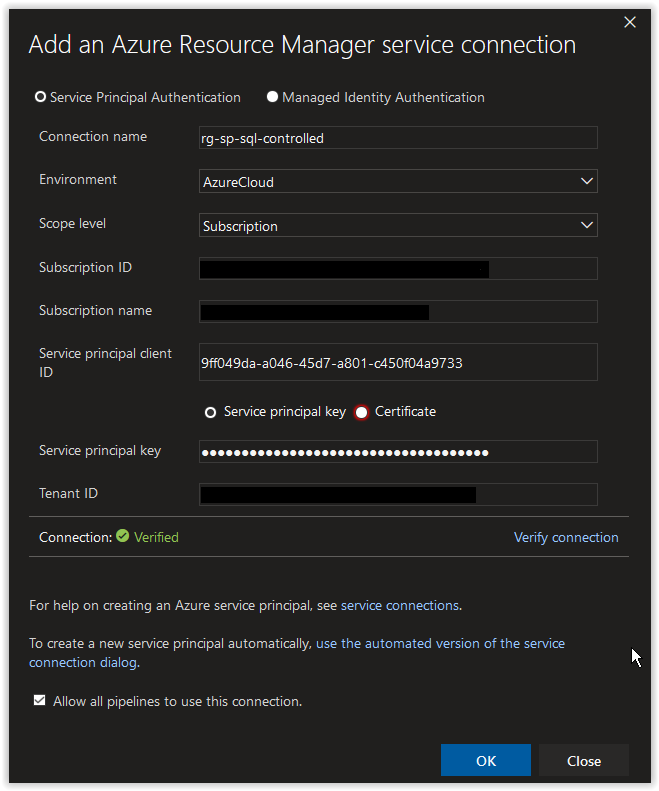 Add an Azure Resource Manager service connection
Service Principal Authentication Managed Identity Authentication
Connection name rg-sp-sql-controlled
Environment AzureCloud
Scope level Subscription
Subscription ID
Subscription name
Service principal client
ID
9ff049da-a046-45d7-a801-c450f04a9733
Service principal key Certificate
Service principal key ••••••••••••••••••••••••••••••••••••
Tenant ID
Connection: Verified Verify connection
For help on creating an Azure service principal, see service connections.
To create a new service principal automatically, use the automated version of the service
connection dialog.
Allow all pipelines to use this connection.
OK Close